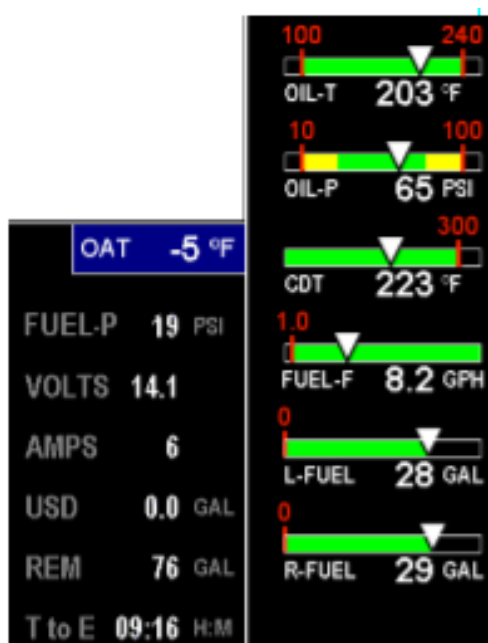 OAT -5 °F
FUEL-P 19 PSI
VOLTS 14.1
AMPS 6
USD 0.0 GAL
REM 76 GAL
T to E 09:16 H:M
100 240
OIL-T 203 °F
10 100
OIL-P 65 PSI
300
CDT 223 °F
1.0
FUEL-F 8.2 GPH
0
L-FUEL 28 GAL
0
R-FUEL 29 GAL